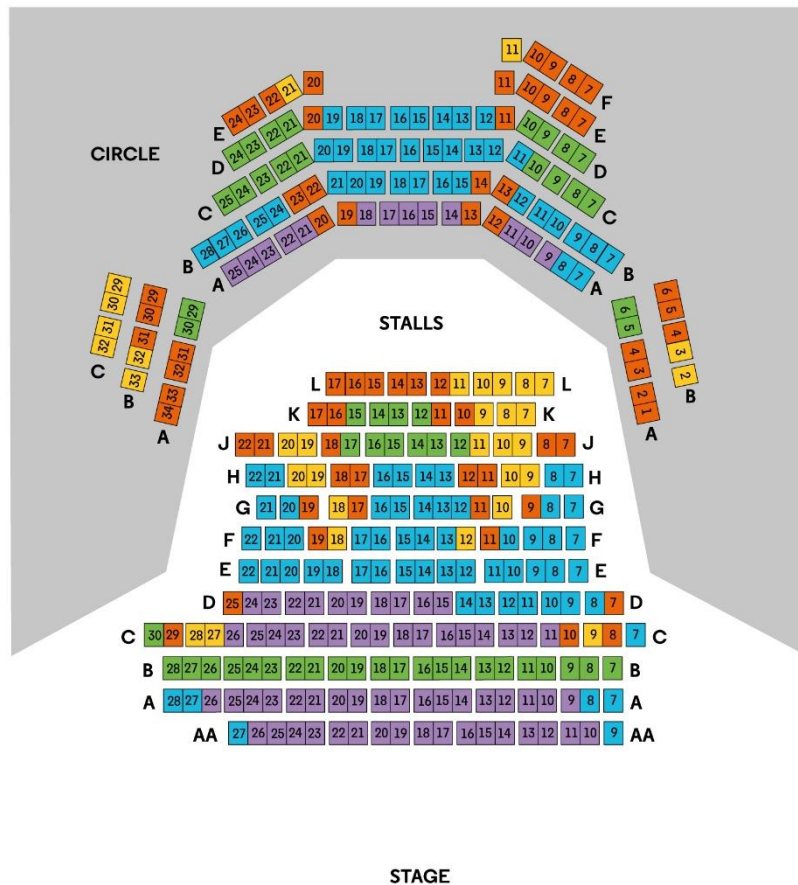 11 10 9 8 7 F
E 24 23 22 21 20 11 10 9 8 7 E
D 24 23 22 21 20 19 18 17 16 15 14 13 12 11 10 9 8 7 D
CIRCLE
C 25 24 23 22 21 20 19 18 17 16 15 14 13 12 11 10 9 8 7 C
B 28 27 26 25 24 23 22 21 20 19 18 17 16 15 14 13 12 11 10 9 8 7 B
A 25 24 23 22 21 20 19 18 17 16 15 14 13 12 11 10 9 8 7 A
30 29 32 31 C
30 29 31 32 33 B
30 29 32 31 34 33 A
6 5 4 3 2 1 A
6 5 4 3 2 B
STALLS
L 17 16 15 14 13 12 11 10 9 8 7 L
K 17 16 15 14 13 12 11 10 9 8 7 K
J 22 21 20 19 18 17 16 15 14 13 12 11 10 9 8 7 J
H 22 21 20 19 18 17 16 15 14 13 12 11 10 9 8 7 H
G 21 20 19 18 17 16 15 14 13 12 11 10 9 8 7 G
F 22 21 20 19 18 17 16 15 14 13 12 11 10 9 8 7 F
E 22 21 20 19 18 17 16 15 14 13 12 11 10 9 8 7 E
D 25 24 23 22 21 20 19 18 17 16 15 14 13 12 11 10 9 8 7 D
C 30 29 28 27 26 25 24 23 22 21 20 19 18 17 16 15 14 13 12 11 10 9 8 7 C
B 28 27 26 25 24 23 22 21 20 19 18 17 16 15 14 13 12 11 10 9 8 7 B
A 28 27 26 25 24 23 22 21 20 19 18 17 16 15 14 13 12 11 10 9 8 7 A
AA 27 26 25 24 23 22 21 20 19 18 17 16 15 14 13 12 11 10 9 AA
STAGE